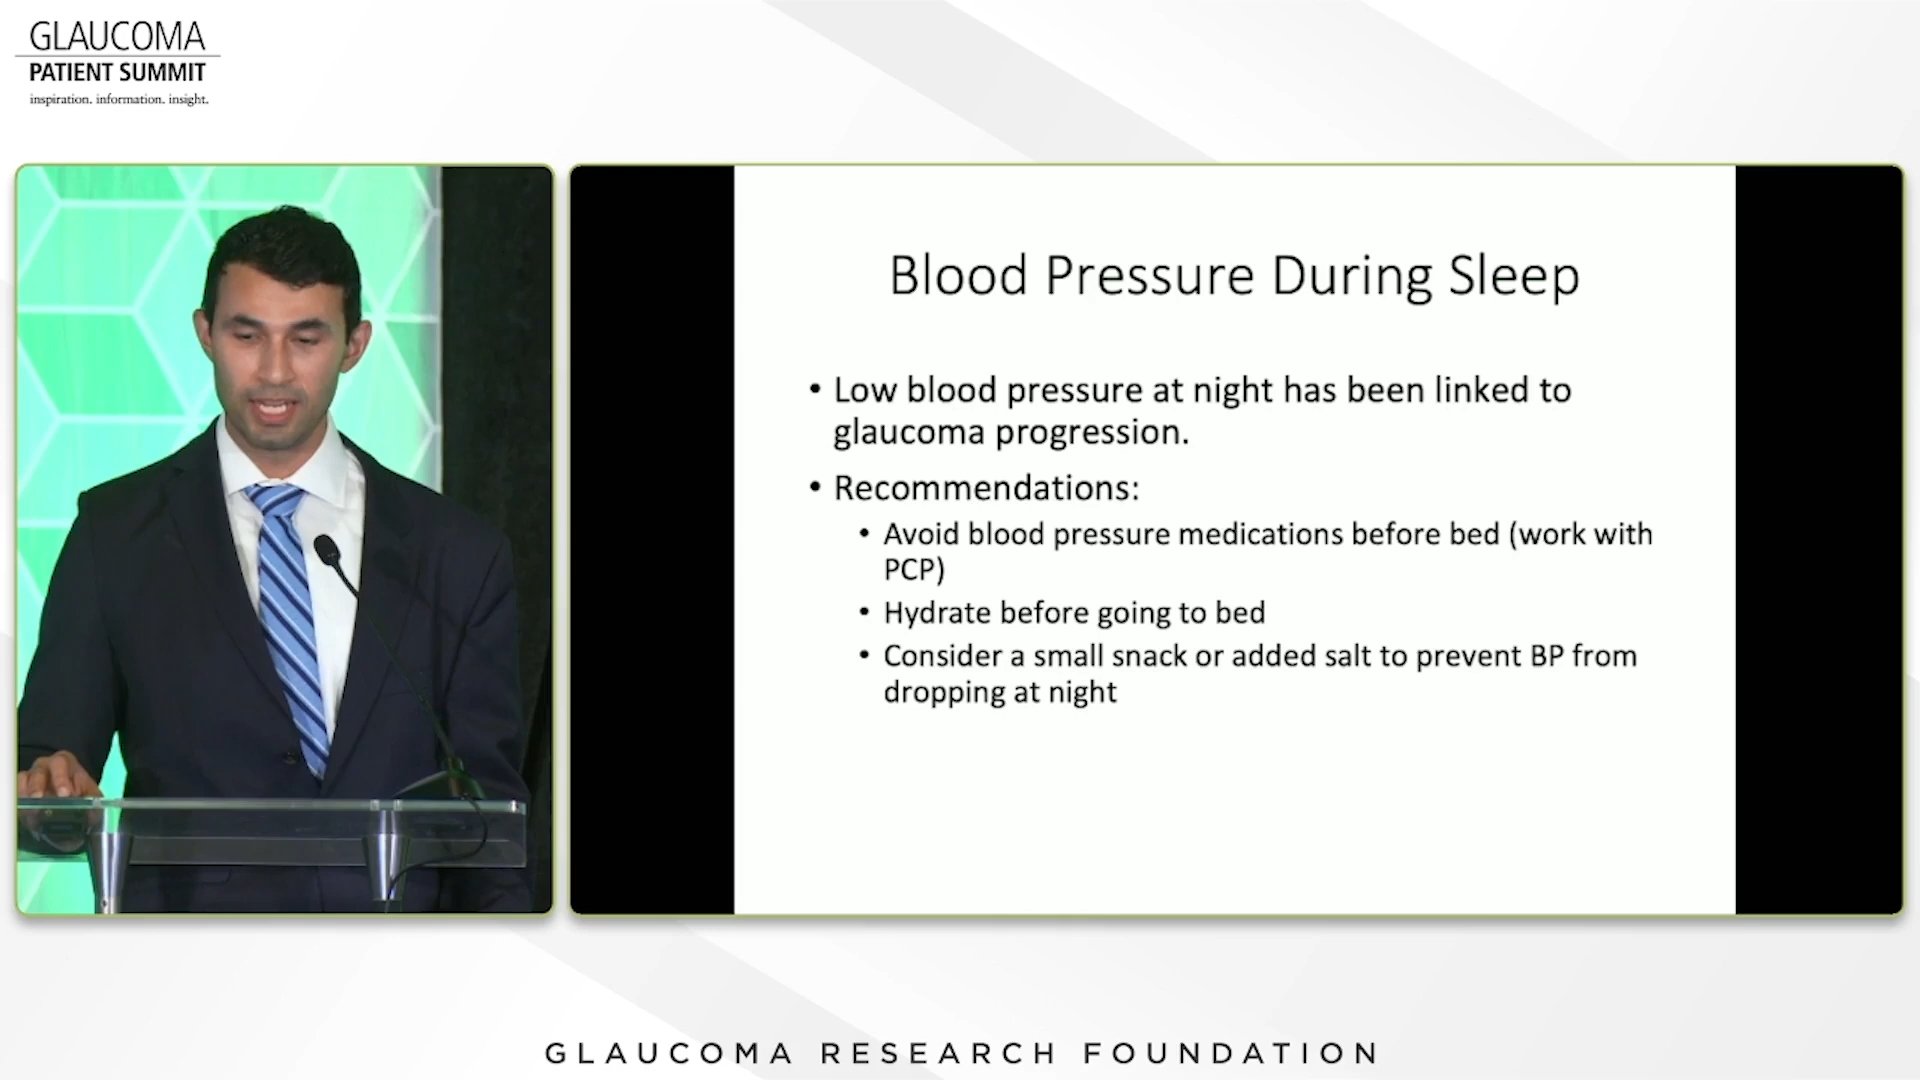 GLAUCOMA
PATIENT SUMMIT
inspiration. information. insight.
Blood Pressure During Sleep
• Low blood pressure at night has been linked to
glaucoma progression.
• Recommendations:
• Avoid blood pressure medications before bed (work with
PCP)
• Hydrate before going to bed
• Consider a small snack or added salt to prevent BP from
dropping at night
GLAUCOMA RESEARCH FOUNDATION